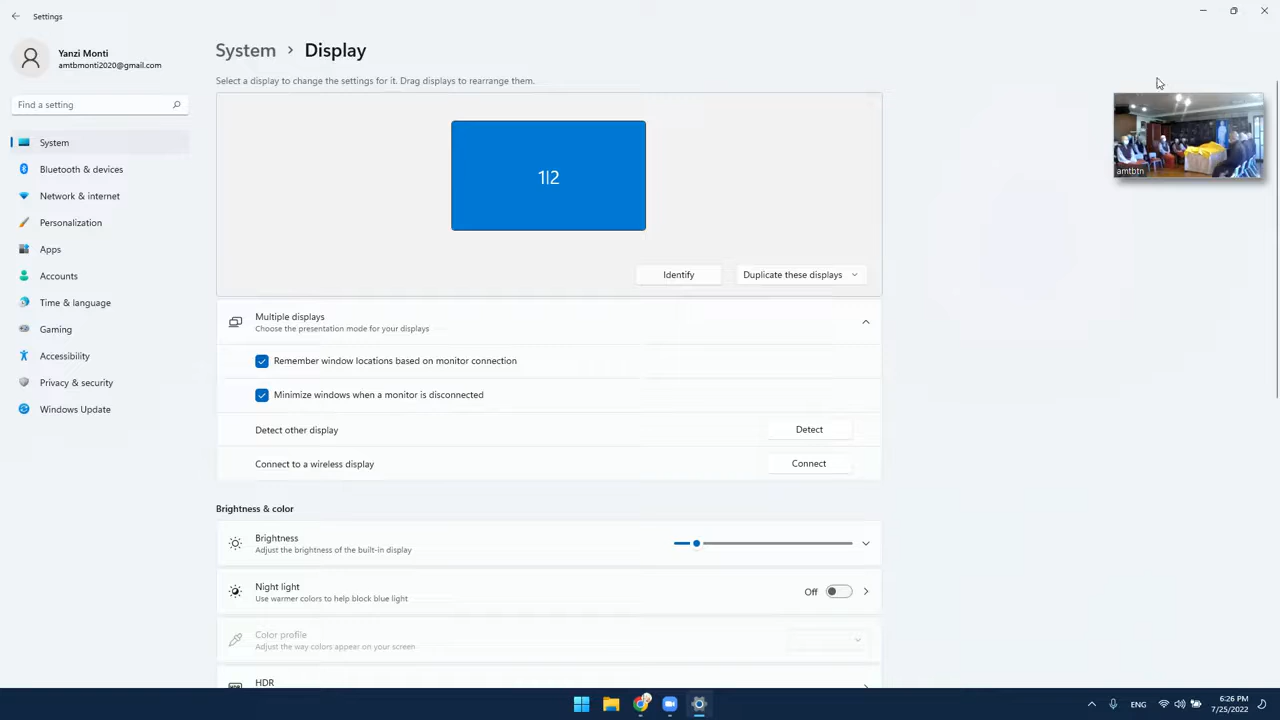 Settings
Yanzi Monti
amtbmonti2020@gmail.com
Find a setting
System
Bluetooth & devices
Network & internet
Personalization
Apps
Accounts
Time & language
Gaming
Accessibility
Privacy & security
Windows Update
System > Display
Select a display to change the settings for it. Drag displays to rearrange them.
1|2
Identify
Duplicate these displays
Multiple displays
Choose the presentation mode for your displays
Remember window locations based on monitor connection
Minimize windows when a monitor is disconnected
Detect other display
Detect
Connect to a wireless display
Connect
Brightness & color
Brightness
Adjust the brightness of the built-in display
Night light
Use warmer colors to help block blue light
Off
Color profile
Adjust the way colors appear on your screen
HDR
HDR
amtbtn
ENG
6:26 PM
7/25/2022